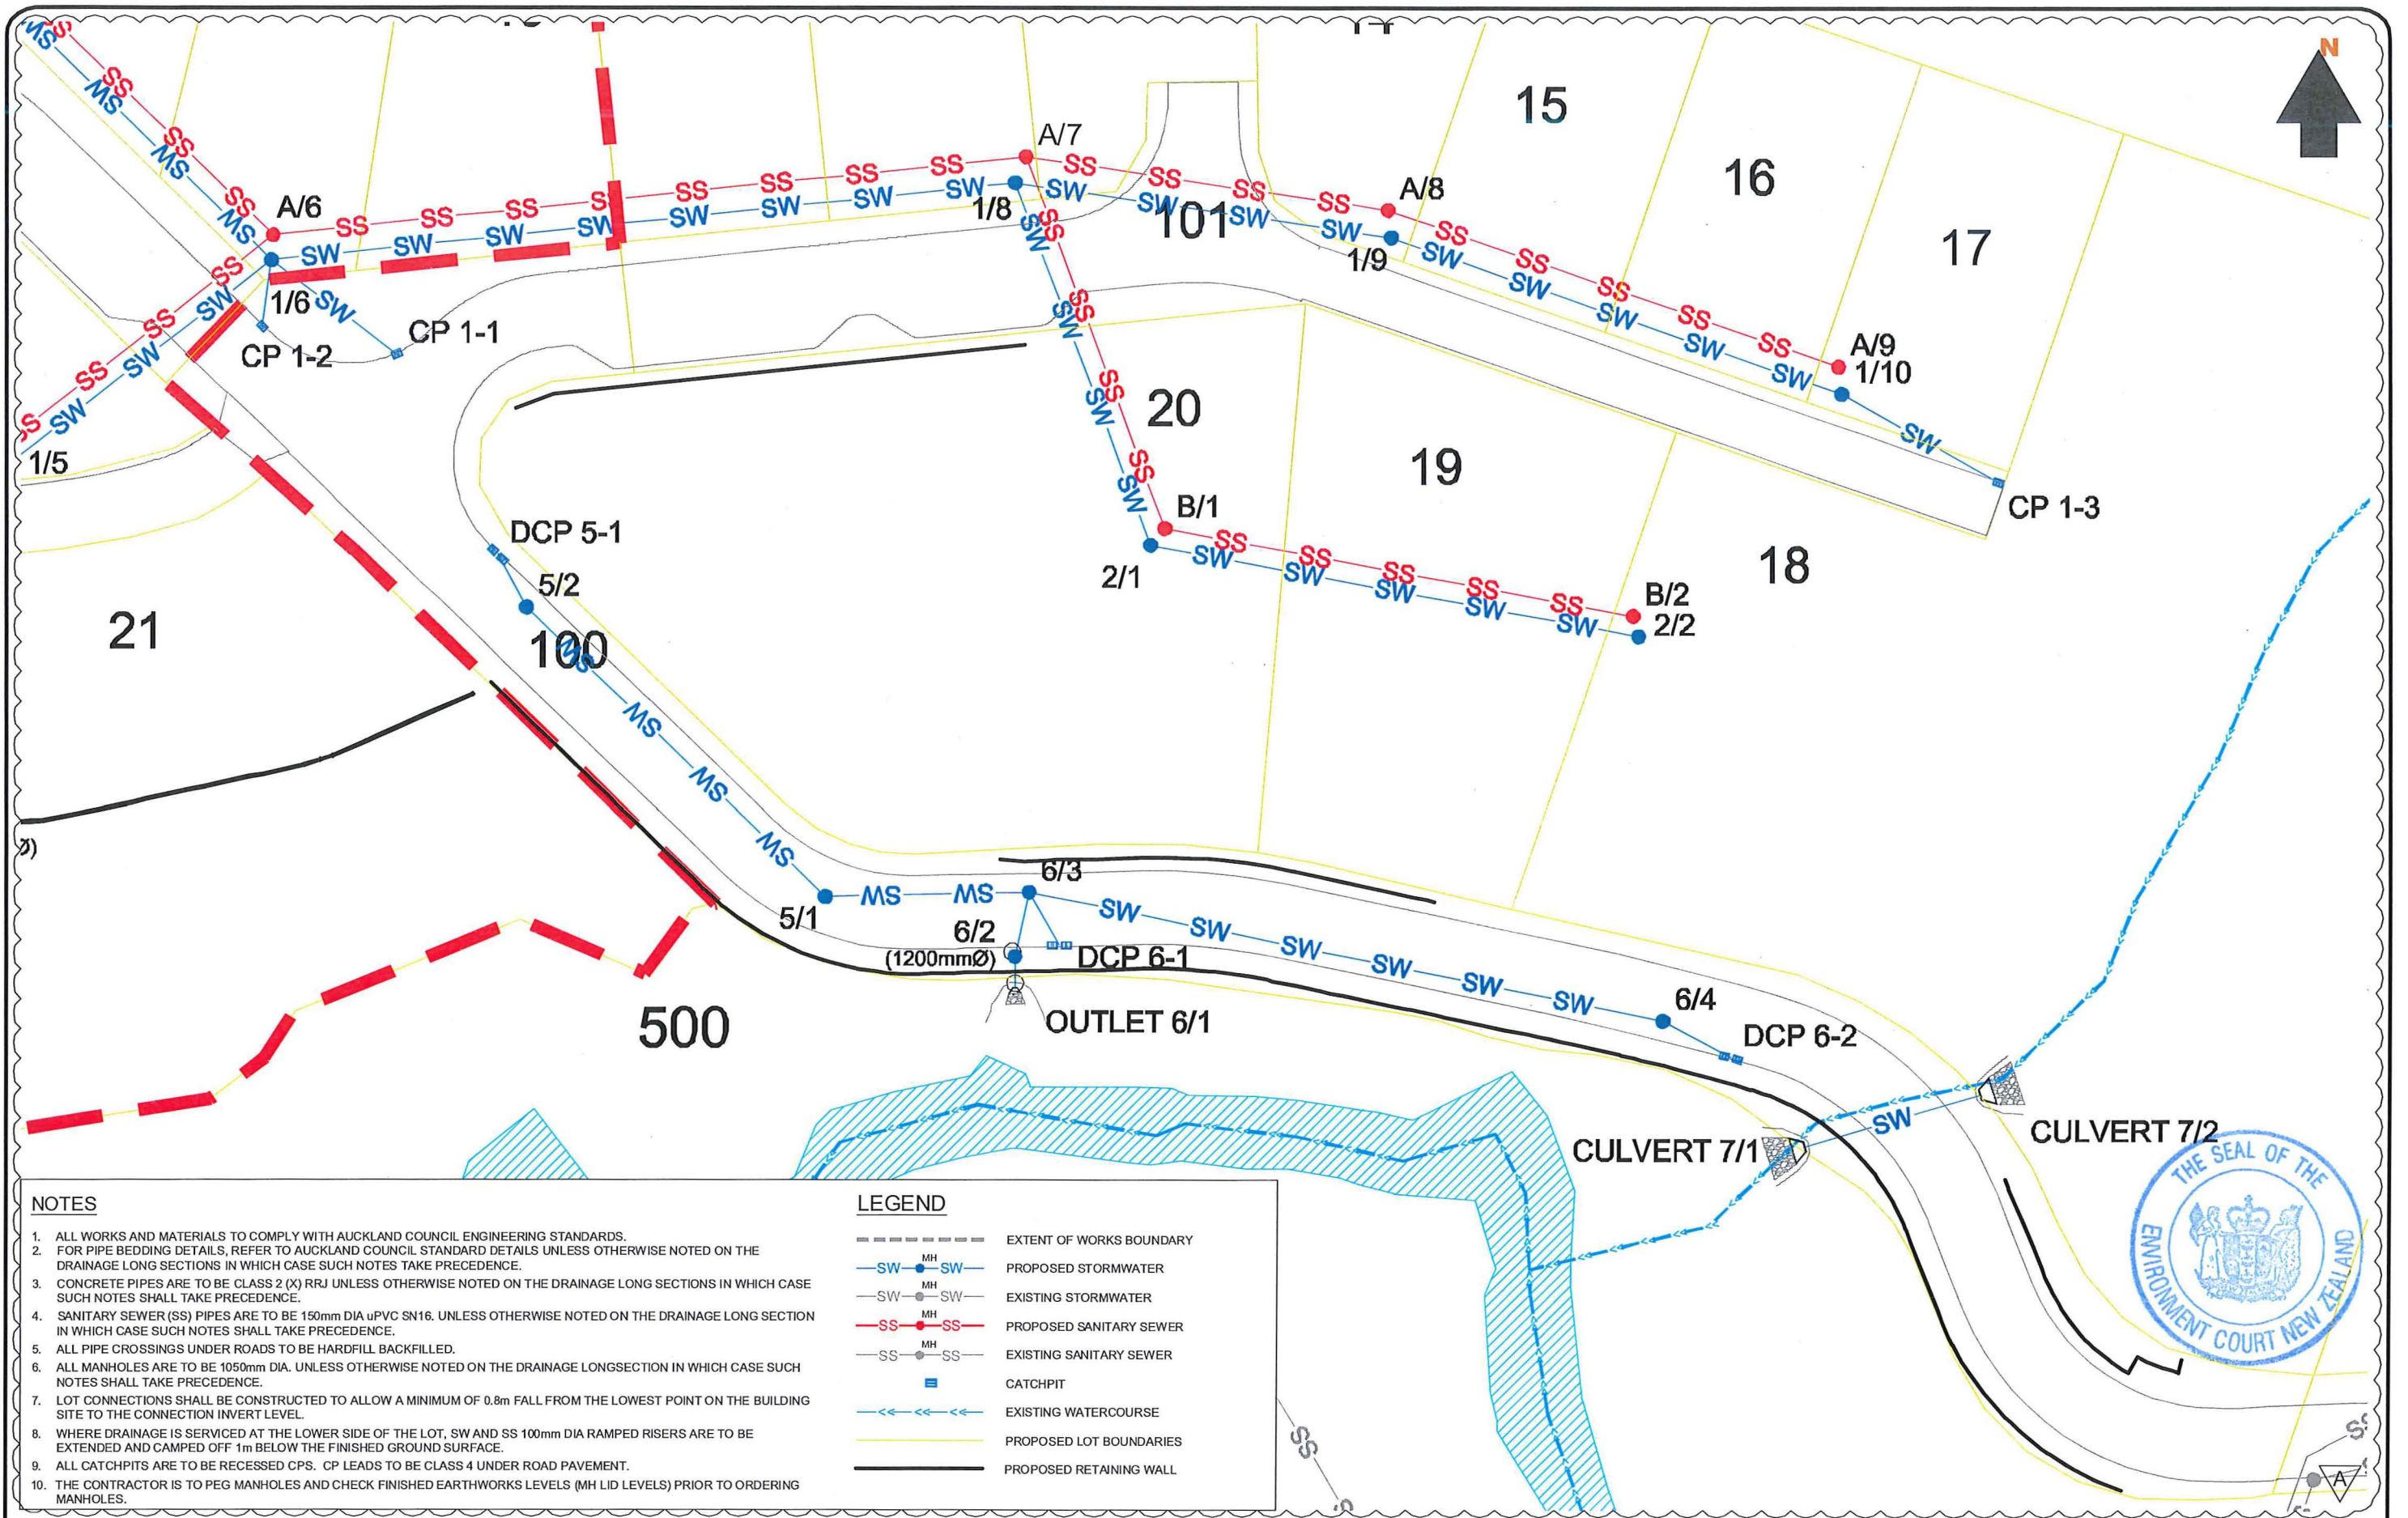 N
15
16
17
A/7
A/6
A/8
1/8
101
1/9
1/6
CP 1-2
CP 1-1
A/9
1/10
1/5
20
19
CP 1-3
DCP 5-1
5/2
B/1
2/1
18
21
100
B/2
2/2
6/3
5/1
6/2
(1200mmØ)
DCP 6-1
6/4
DCP 6-2
500
OUTLET 6/1
CULVERT 7/1
SW
CULVERT 7/2
THE SEAL OF THE
ENVIRONMENT COURT NEW ZEALAND
NOTES
1. ALL WORKS AND MATERIALS TO COMPLY WITH AUCKLAND COUNCIL ENGINEERING STANDARDS.
2. FOR PIPE BEDDING DETAILS, REFER TO AUCKLAND COUNCIL STANDARD DETAILS UNLESS OTHERWISE NOTED ON THE
DRAINAGE LONG SECTIONS IN WHICH CASE SUCH NOTES TAKE PRECEDENCE.
3. CONCRETE PIPES ARE TO BE CLASS 2 (X) RRJ UNLESS OTHERWISE NOTED ON THE DRAINAGE LONG SECTIONS IN WHICH CASE
SUCH NOTES SHALL TAKE PRECEDENCE.
4. SANITARY SEWER (SS) PIPES ARE TO BE 150mm DIA uPVC SN16. UNLESS OTHERWISE NOTED ON THE DRAINAGE LONG SECTION
IN WHICH CASE SUCH NOTES SHALL TAKE PRECEDENCE.
5. ALL PIPE CROSSINGS UNDER ROADS TO BE HARDFILL BACKFILLED.
6. ALL MANHOLES ARE TO BE 1050mm DIA. UNLESS OTHERWISE NOTED ON THE DRAINAGE LONGSECTION IN WHICH CASE SUCH
NOTES SHALL TAKE PRECEDENCE.
7. LOT CONNECTIONS SHALL BE CONSTRUCTED TO ALLOW A MINIMUM OF 0.8m FALL FROM THE LOWEST POINT ON THE BUILDING
SITE TO THE CONNECTION INVERT LEVEL.
8. WHERE DRAINAGE IS SERVICED AT THE LOWER SIDE OF THE LOT, SW AND SS 100mm DIA RAMPED RISERS ARE TO BE
EXTENDED AND CAMPED OFF 1m BELOW THE FINISHED GROUND SURFACE.
9. ALL CATCHPITS ARE TO BE RECESSED CPS. CP LEADS TO BE CLASS 4 UNDER ROAD PAVEMENT.
10. THE CONTRACTOR IS TO PEG MANHOLES AND CHECK FINISHED EARTHWORKS LEVELS (MH LID LEVELS) PRIOR TO ORDERING
MANHOLES.
LEGEND
EXTENT OF WORKS BOUNDARY
SW MH SW PROPOSED STORMWATER
SW MH SW EXISTING STORMWATER
SS MH SS PROPOSED SANITARY SEWER
SS MH SS EXISTING SANITARY SEWER
CATCHPIT
EXISTING WATERCOURSE
PROPOSED LOT BOUNDARIES
PROPOSED RETAINING WALL
SS
A